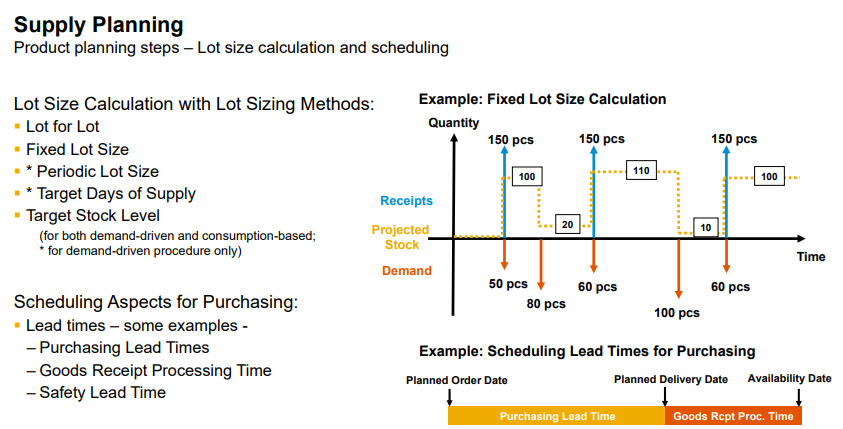 Supply Planning
Product planning steps – Lot size calculation and scheduling
Lot Size Calculation with Lot Sizing Methods:
Lot for Lot
Fixed Lot Size
* Periodic Lot Size
* Target Days of Supply
Target Stock Level
(for both demand-driven and consumption-based;
* for demand-driven procedure only)
Scheduling Aspects for Purchasing:
Lead times – some examples -
– Purchasing Lead Times
– Goods Receipt Processing Time
– Safety Lead Time
Example: Fixed Lot Size Calculation
Quantity
150 pcs 150 pcs 150 pcs
100 110 100
Receipts
Projected
Stock
20 10
Time
Demand
50 pcs 60 pcs 60 pcs
80 pcs 100 pcs
Example: Scheduling Lead Times for Purchasing
Planned Order Date Planned Delivery Date Availability Date
Purchasing Lead Time Goods Rcpt Proc. Time